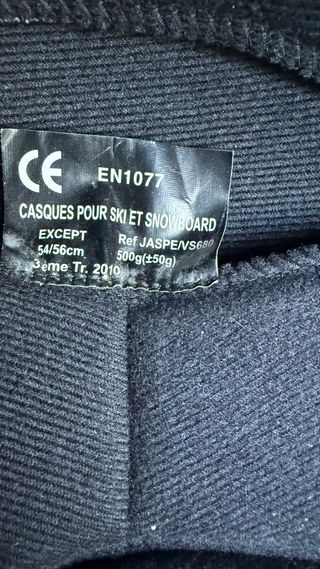 CE EN1077
CASQUES POUR SKI ET SNOWBOARD
EXCEPT Ref JASPE/VS680
54/56cm 500g(±50g)
3eme Tr. 2010